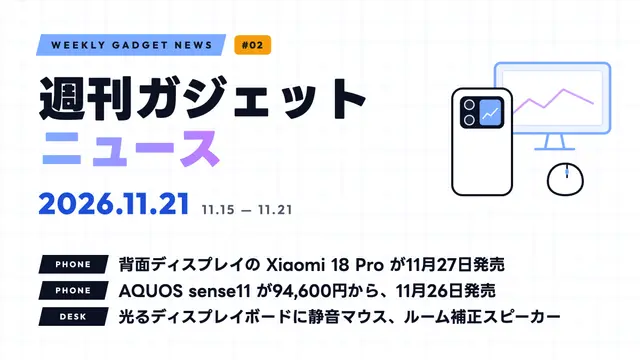 WEEKLY GADGET NEWS #02
週刊ガジェット
ニュース
2026.11.21 11.15 — 11.21
PHONE 背面ディスプレイの Xiaomi 18 Pro が11月27日発売
PHONE AQUOS sense11 が94,600円から、11月26日発売
DESK 光るディスプレイボードに静音マウス、ルーム補正スピーカー